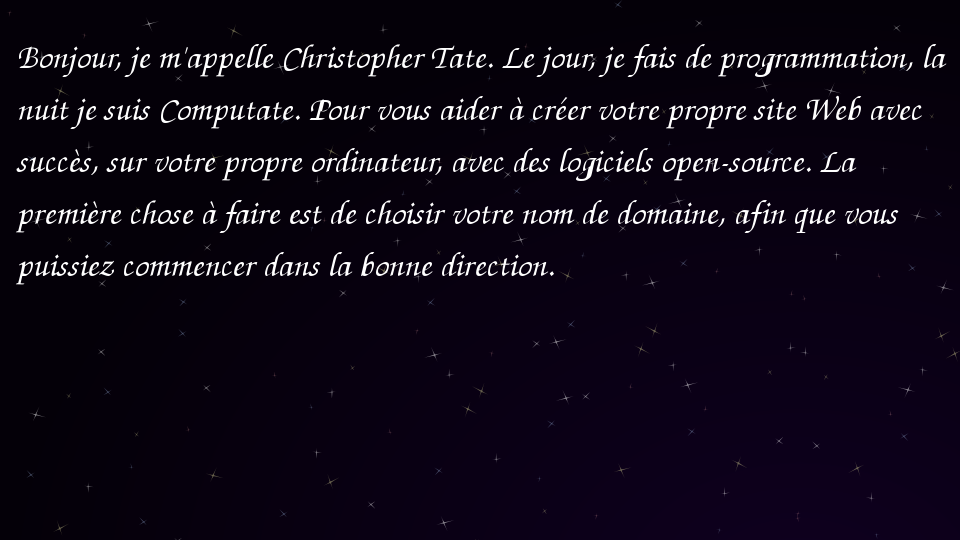 Bonjour, je m'appelle Christopher Tate. Le jour, je fais de programmation, la
nuit je suis Computate. Pour vous aider à créer votre propre site Web avec
succès, sur votre propre ordinateur, avec des logiciels open-source. La
première chose à faire est de choisir votre nom de domaine, afin que vous
puissiez commencer dans la bonne direction.